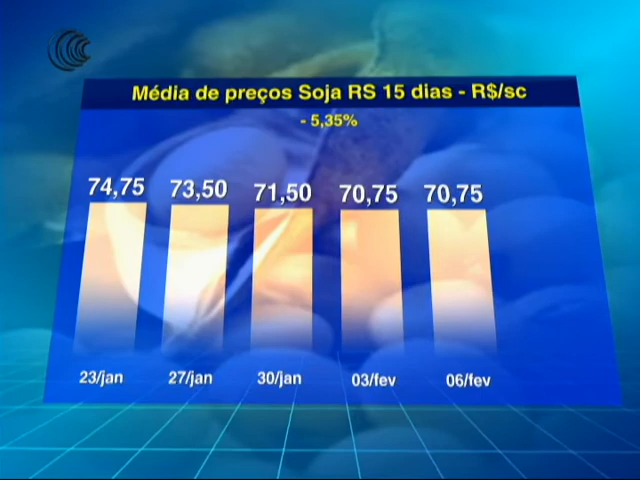 Média de preços Soja RS 15 dias - R$/sc
- 5,35%
74,75 73,50 71,50 70,75 70,75
23/jan 27/jan 30/jan 03/fev 06/fev